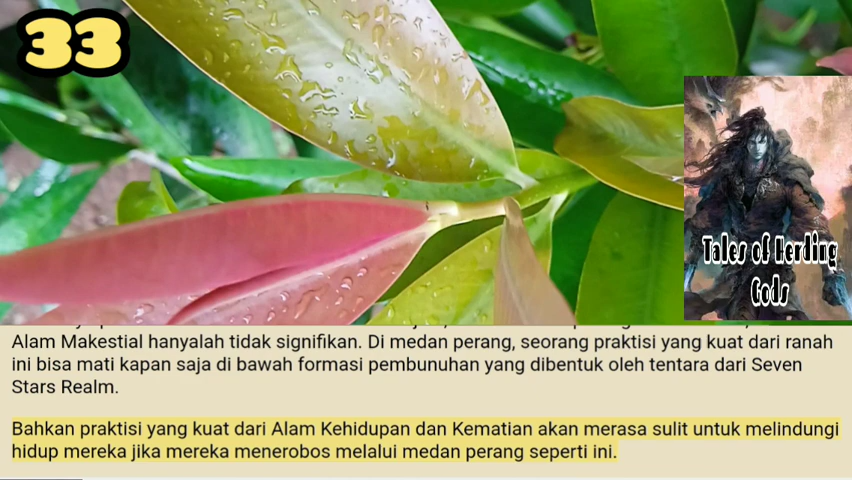 33
Tales of Herding
Gods
Alam Makestial hanyalah tidak signifikan. Di medan perang, seorang praktisi yang kuat dari ranah
ini bisa mati kapan saja di bawah formasi pembunuhan yang dibentuk oleh tentara dari Seven
Stars Realm.
Bahkan praktisi yang kuat dari Alam Kehidupan dan Kematian akan merasa sulit untuk melindungi
hidup mereka jika mereka menerobos melalui medan perang seperti ini.